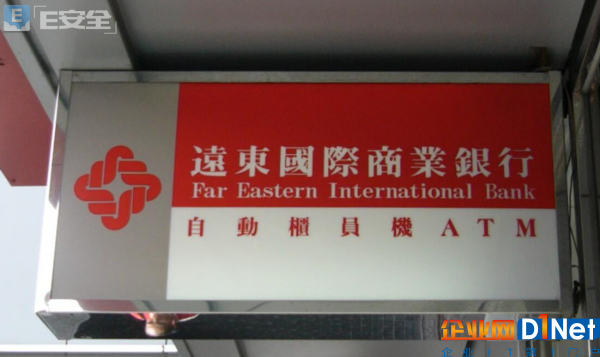 E安全
遠東國際商業銀行
Far Eastern International Bank
自動櫃員機ATM
企业网D1Net